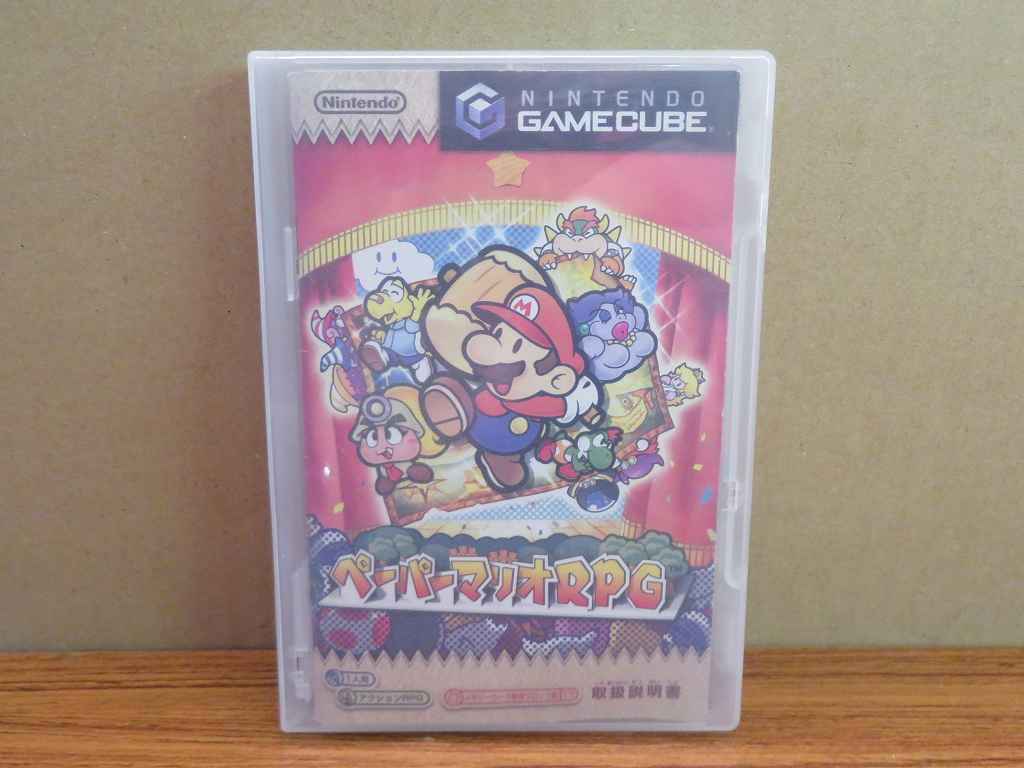 Nintendo
NINTENDO
GAMECUBE
M
ペーパーマリオRPG
1人用
アクションRPG
取扱説明書